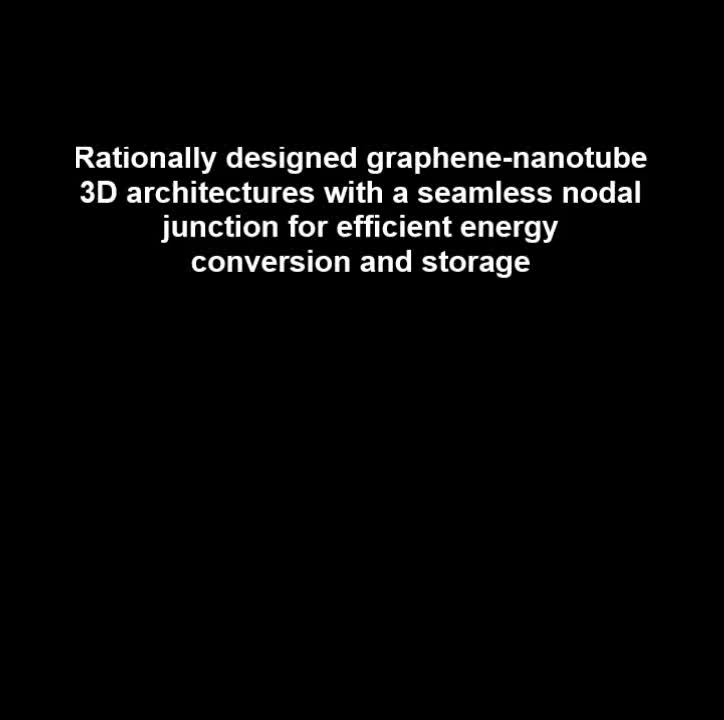 Rationally designed graphene-nanotube
3D architectures with a seamless nodal
junction for efficient energy
conversion and storage